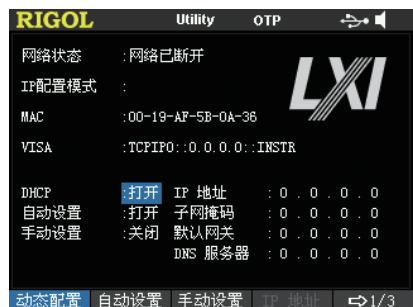 RIGOL Utility OTP
网络状态 :网络已断开
IP配置模式 :
LXI
MAC :00-19-AF-5B-0A-36
VISA :TCPIP0::0.0.0.0::INSTR
DHCP :打开 IP 地址 :0.0.0.0
自动设置 :打开 子网掩码 :0.0.0.0
手动设置 :关闭 默认网关 :0.0.0.0
DNS 服务器 :0.0.0.0
动态配置 自动设置 手动设置 IP 地址 ⇨1/3